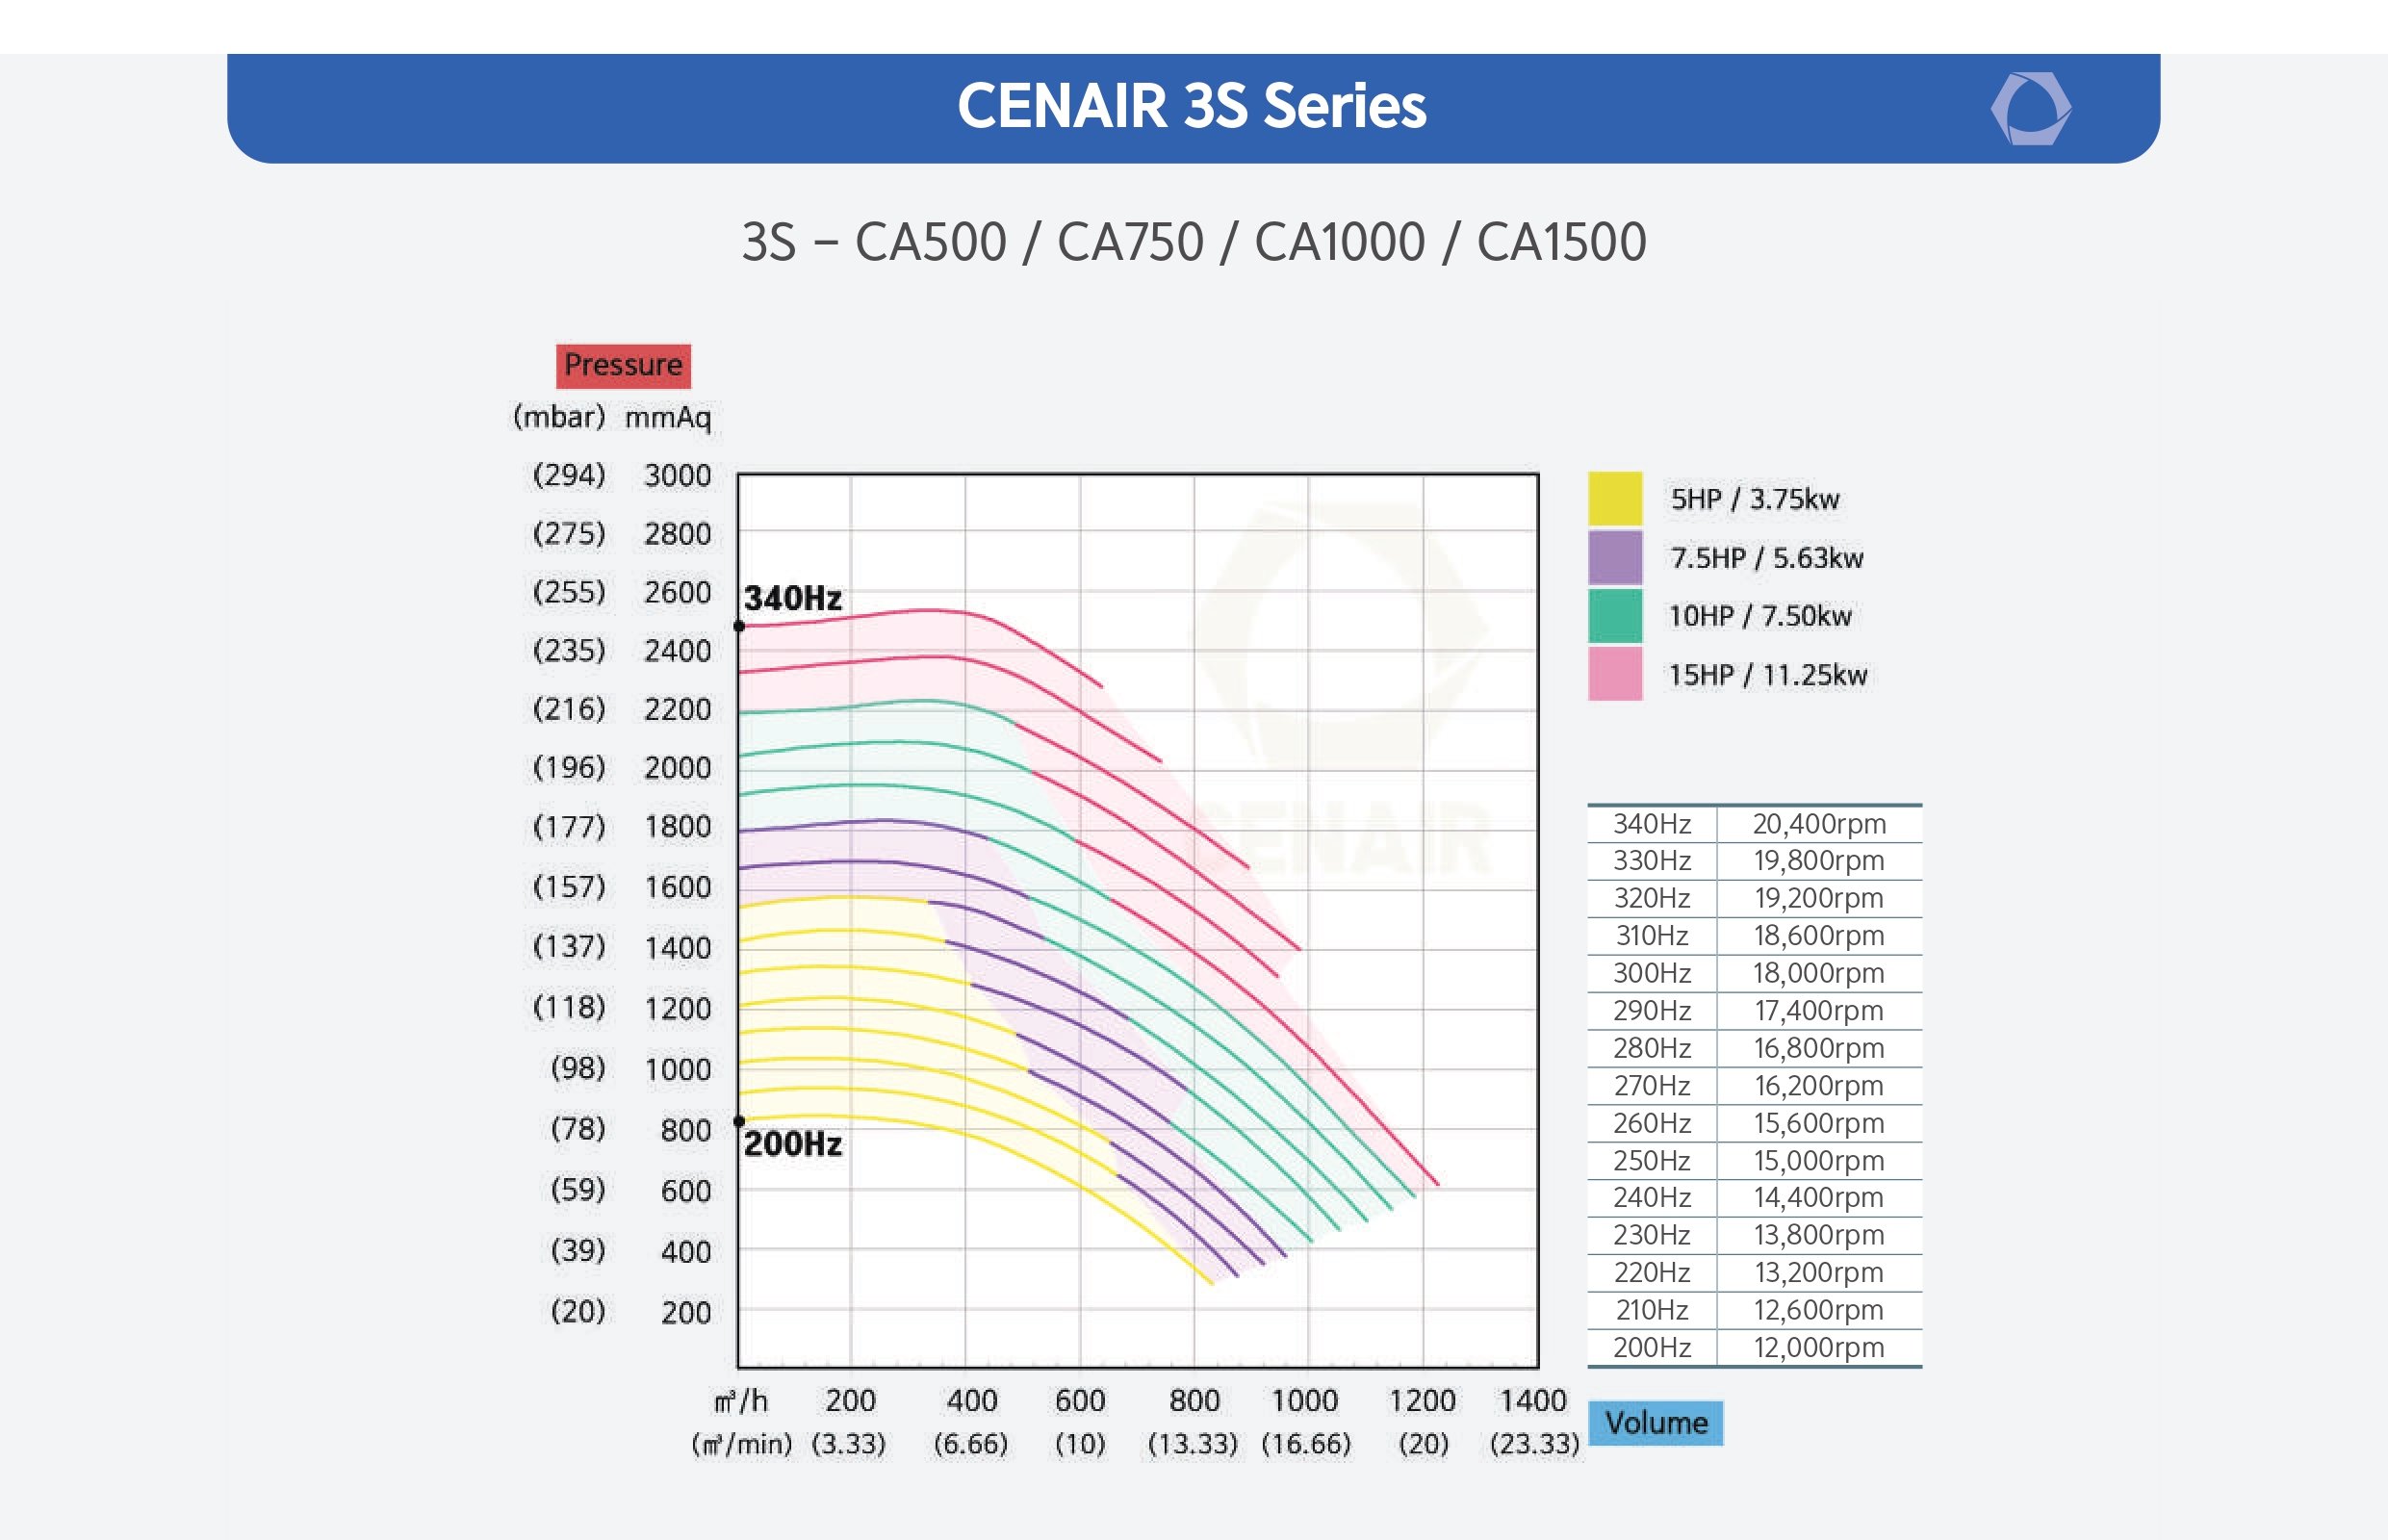 CENAIR 3S Series
3S – CA500 / CA750 / CA1000 / CA1500
Pressure
(mbar) mmAq
(294) 3000
(275) 2800
(255) 2600
(235) 2400
(216) 2200
(196) 2000
(177) 1800
(157) 1600
(137) 1400
(118) 1200
(98) 1000
(78) 800
(59) 600
(39) 400
(20) 200
340Hz
200Hz
CENAIR
㎥/h 200 400 600 800 1000 1200 1400
(㎥/min) (3.33) (6.66) (10) (13.33) (16.66) (20) (23.33)
5HP / 3.75kw
7.5HP / 5.63kw
10HP / 7.50kw
15HP / 11.25kw
340Hz 20,400rpm
330Hz 19,800rpm
320Hz 19,200rpm
310Hz 18,600rpm
300Hz 18,000rpm
290Hz 17,400rpm
280Hz 16,800rpm
270Hz 16,200rpm
260Hz 15,600rpm
250Hz 15,000rpm
240Hz 14,400rpm
230Hz 13,800rpm
220Hz 13,200rpm
210Hz 12,600rpm
200Hz 12,000rpm
Volume